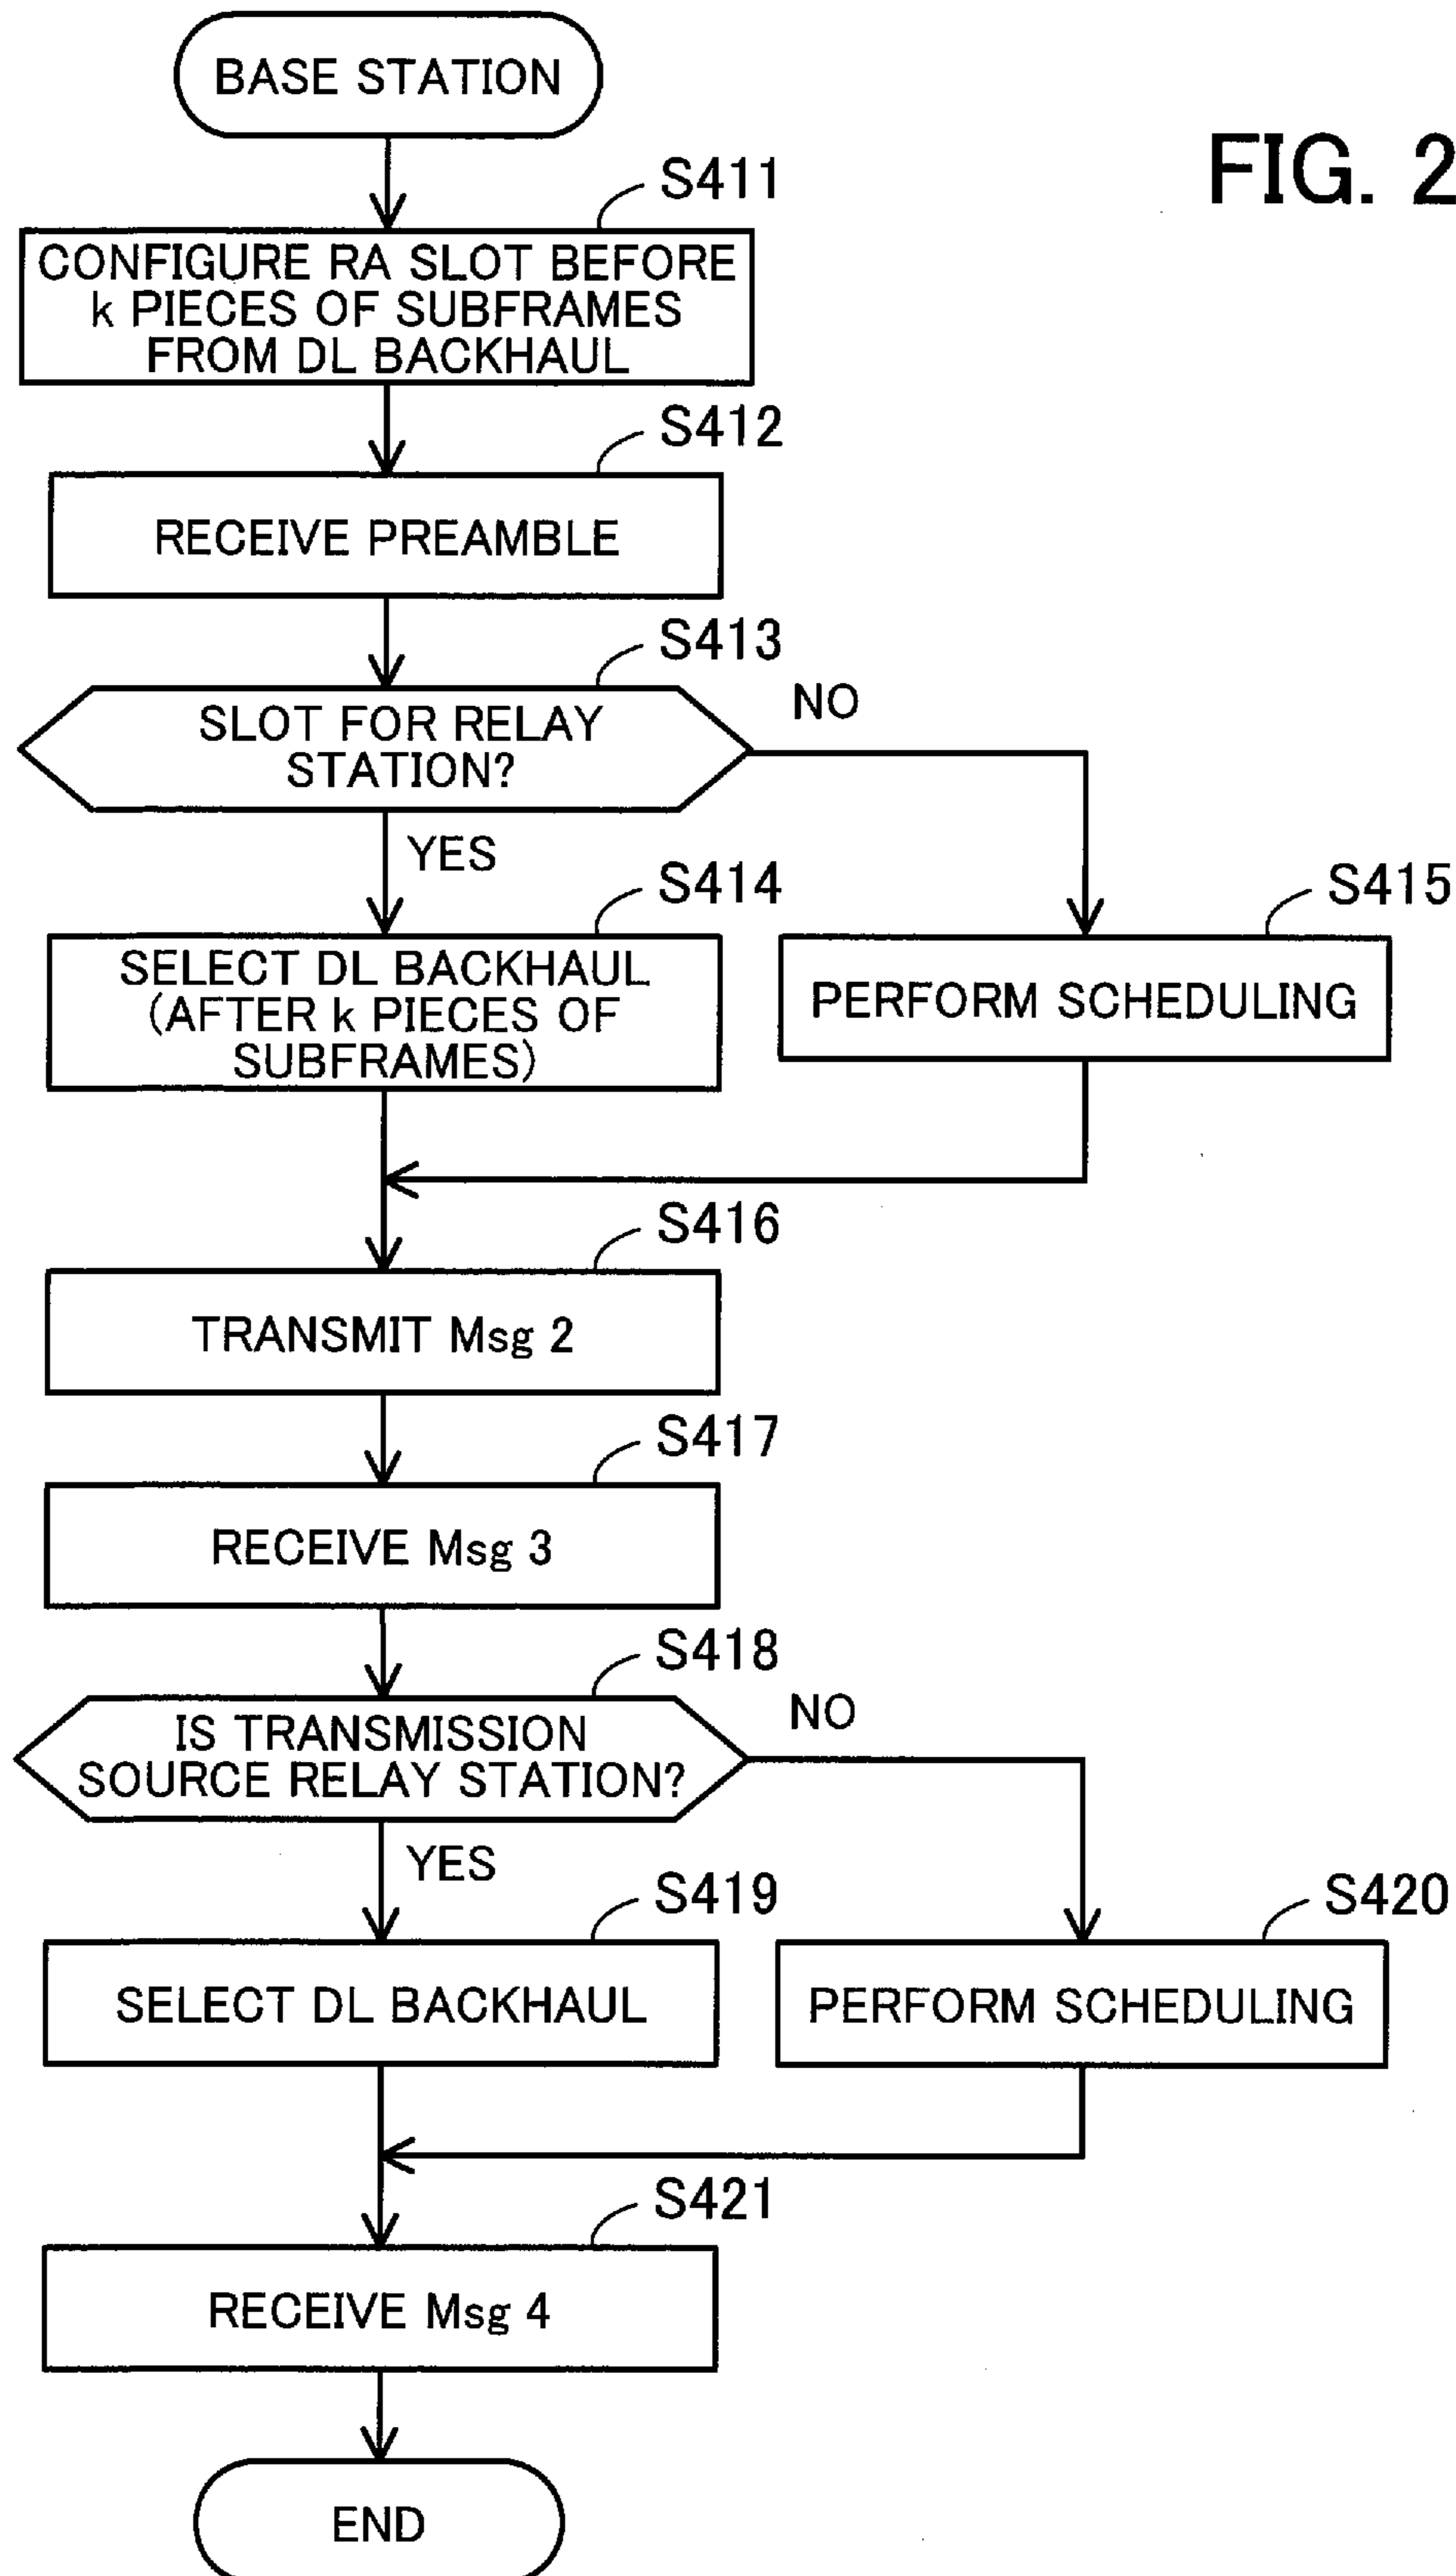 BASE STATION
FIG. 2
S411
CONFIGURE RA SLOT BEFORE
k PIECES OF SUBFRAMES
FROM DL BACKHAUL
S412
RECEIVE PREAMBLE
S413
SLOT FOR RELAY
STATION?
NO
YES
S414
SELECT DL BACKHAUL
(AFTER k PIECES OF
SUBFRAMES)
S415
PERFORM SCHEDULING
S416
TRANSMIT Msg 2
S417
RECEIVE Msg 3
S418
IS TRANSMISSION
SOURCE RELAY STATION?
NO
YES
S419
SELECT DL BACKHAUL
S420
PERFORM SCHEDULING
S421
RECEIVE Msg 4
END